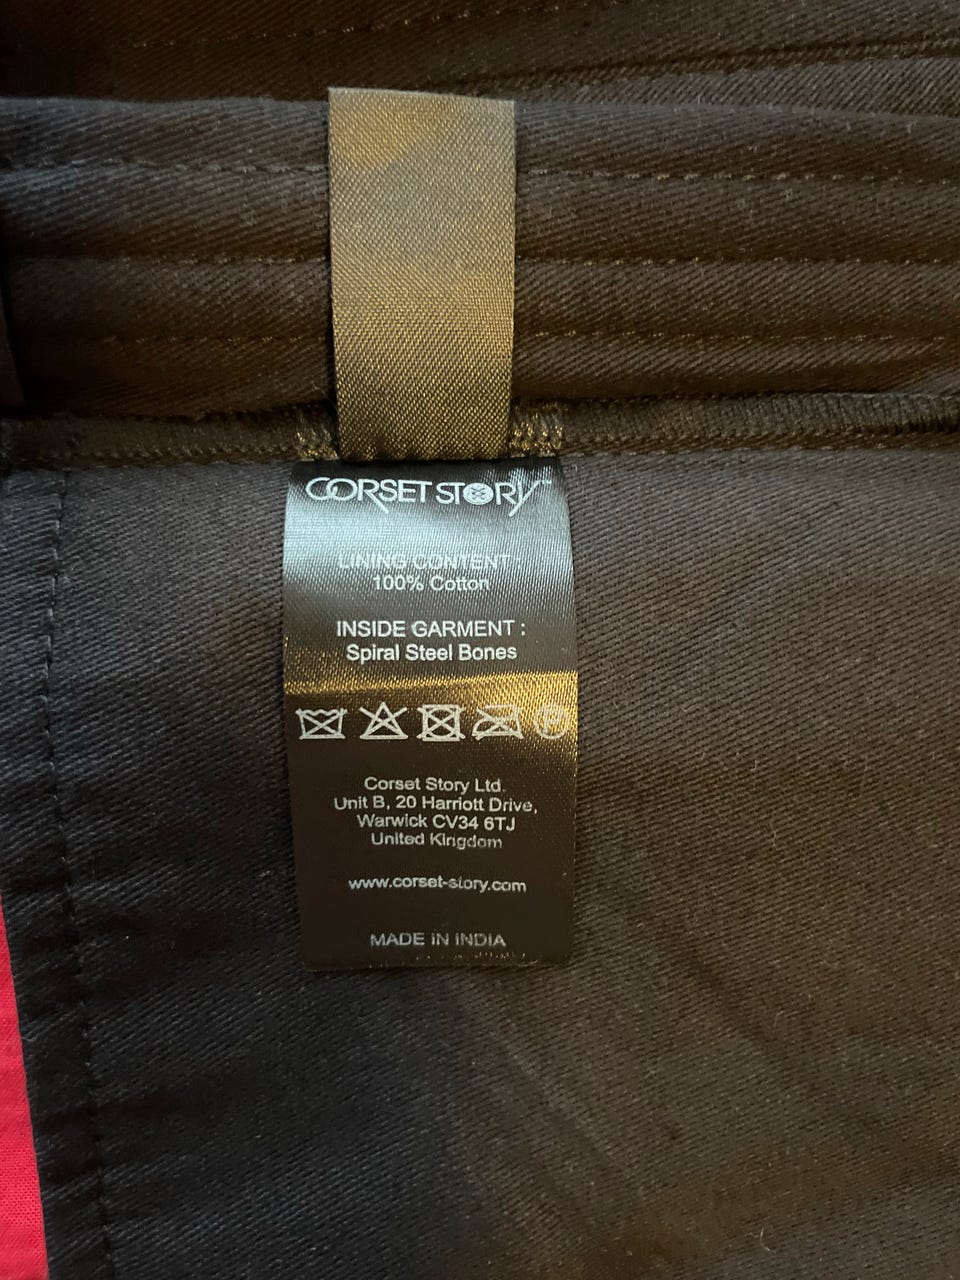 CORSET STORY™
LINING CONTENT :
100% Cotton
INSIDE GARMENT :
Spiral Steel Bones
P
Corset Story Ltd.
Unit B, 20 Harriott Drive,
Warwick CV34 6TJ
United Kingdom
www.corset-story.com
MADE IN INDIA